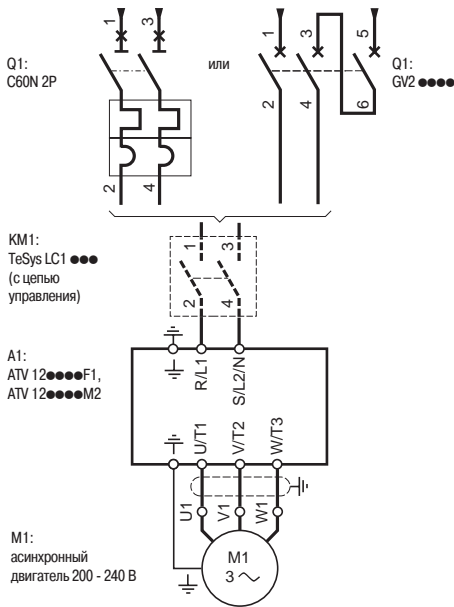 1
3
1
3
5
Q1:
C60N 2P
или
Q1:
GV2 ●●●●
2
4
6
2
4
KM1:
TeSys LC1 ●●●
(с цепью
управления)
1
3
2
4
A1:
ATV 12●●●●F1,
ATV 12●●●●M2
R/L1
S/L2/N
U/T1
V/T2
W/T3
U1
V1
W1
M1:
асинхронный
двигатель 200 - 240 В
M1
3